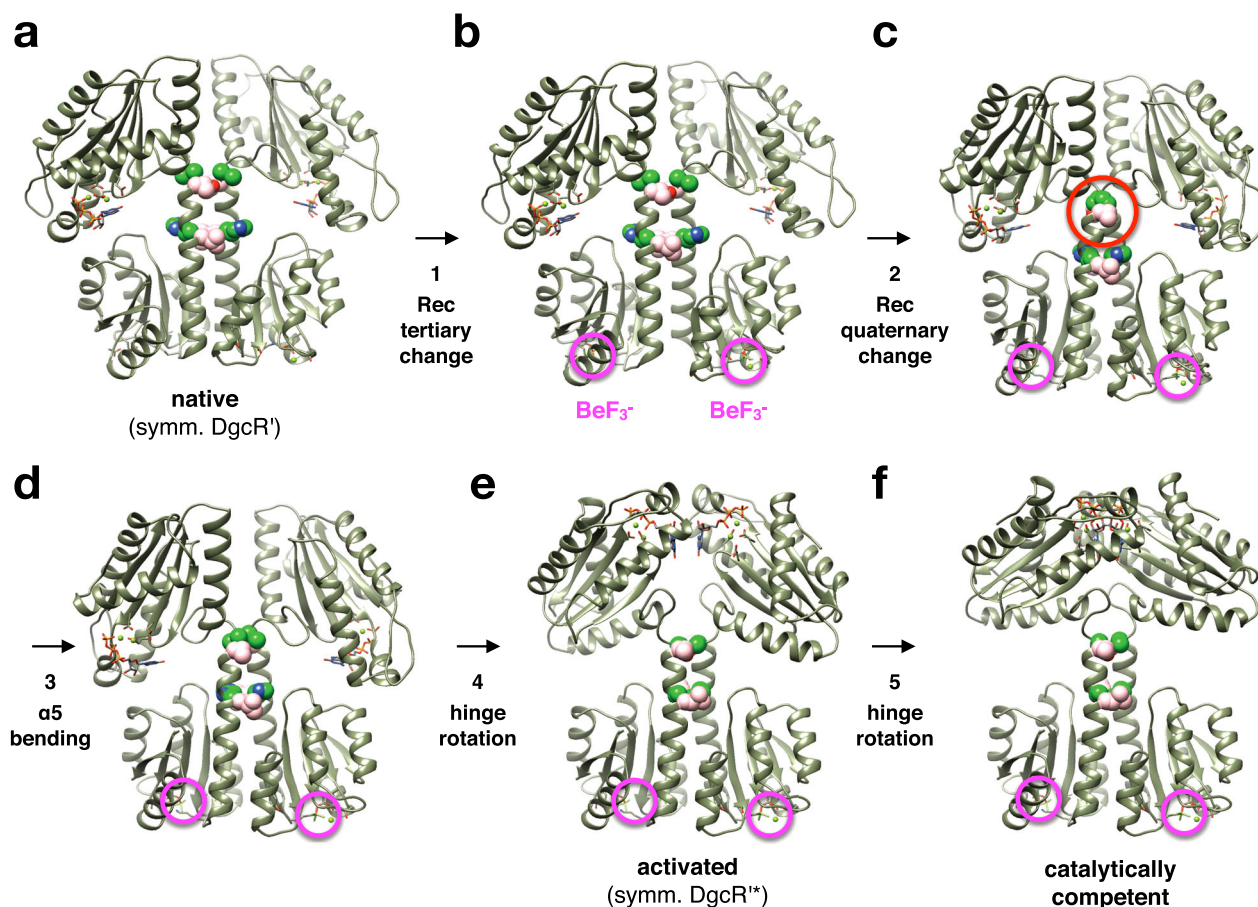 a
b
c
1
Rec
tertiary
change
2
Rec
quaternary
change
native
(symm. DgcR')
BeF₃⁻
BeF₃⁻
d
e
f
3
α5
bending
4
hinge
rotation
5
hinge
rotation
activated
(symm. DgcR'*)
catalytically
competent